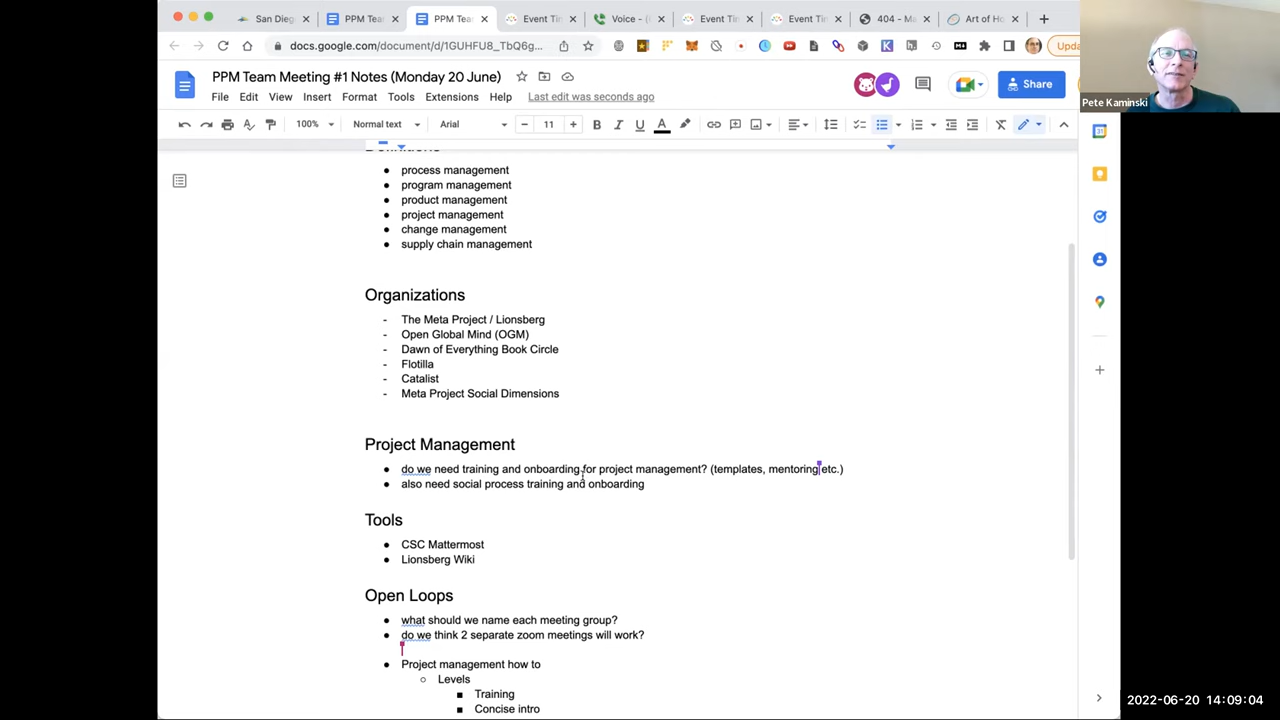 San Dieg
PPM Tea
PPM Tea
Event Tin
Voice - (
Event Tin
Event Tin
404 - Ma
Art of Ho
docs.google.com/document/d/1GUHFU8_TbQ6g...
Upda
PPM Team Meeting #1 Notes (Monday 20 June)
File Edit View Insert Format Tools Extensions Help Last edit was seconds ago
Share
Pete Kaminski
100% Normal text Arial 11 B I U A
Definitions
● process management
● program management
● product management
● project management
● change management
● supply chain management
Organizations
- The Meta Project / Lionsberg
- Open Global Mind (OGM)
- Dawn of Everything Book Circle
- Flotilla
- Catalist
- Meta Project Social Dimensions
Project Management
● do we need training and onboarding for project management? (templates, mentoring etc.)
● also need social process training and onboarding
Tools
● CSC Mattermost
● Lionsberg Wiki
Open Loops
● what should we name each meeting group?
● do we think 2 separate zoom meetings will work?
● Project management how to
○ Levels
■ Training
■ Concise intro
2022-06-20 14:09:04